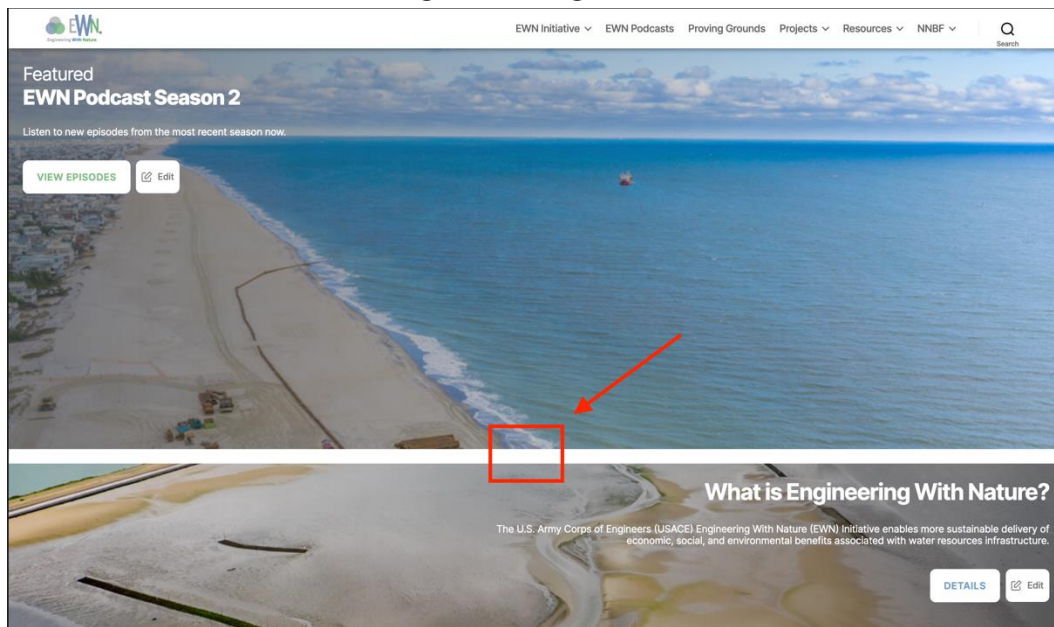 EWN.
Engineering With Nature
EWN Initiative
EWN Podcasts
Proving Grounds
Projects
Resources
NNBF
Search
Featured
EWN Podcast Season 2
Listen to new episodes from the most recent season now.
VIEW EPISODES
Edit
What is Engineering With Nature?
The U.S. Army Corps of Engineers (USACE) Engineering With Nature (EWN) Initiative enables more sustainable delivery of
economic, social, and environmental benefits associated with water resources infrastructure.
DETAILS
Edit